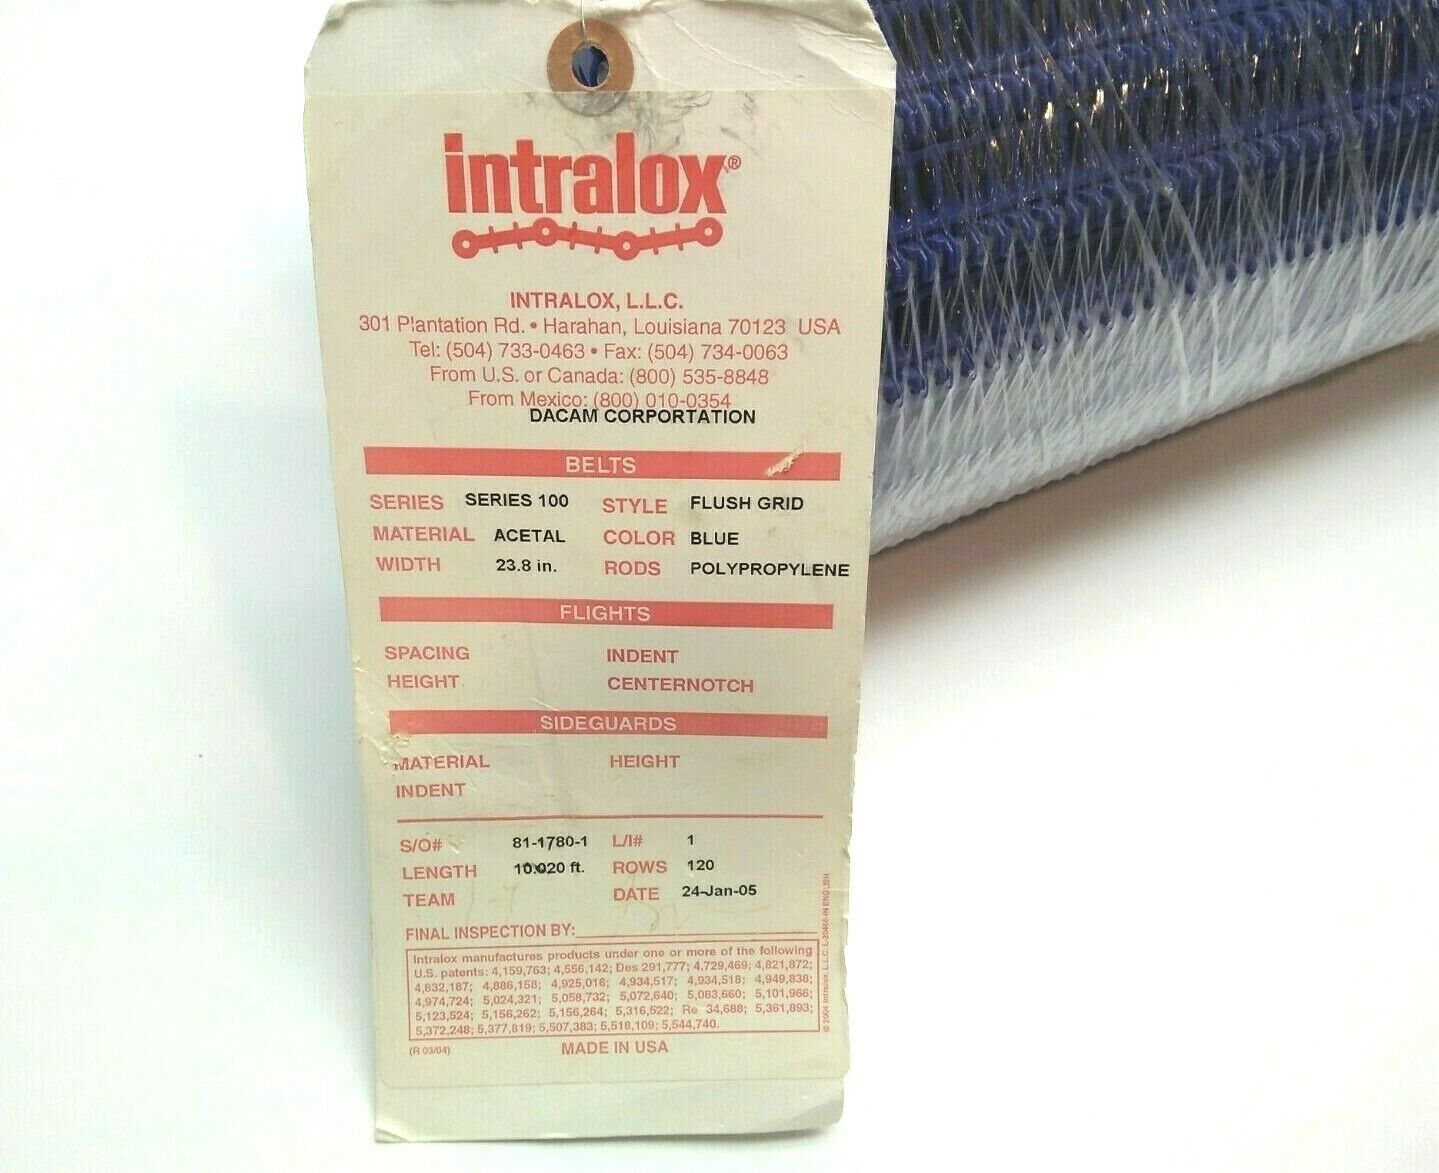 intralox®
INTRALOX, L.L.C.
301 Plantation Rd. • Harahan, Louisiana 70123 USA
Tel: (504) 733-0463 • Fax: (504) 734-0063
From U.S. or Canada: (800) 535-8848
From Mexico: (800) 010-0354
DACAM CORPORTATION
BELTS
SERIES SERIES 100 STYLE FLUSH GRID
MATERIAL ACETAL COLOR BLUE
WIDTH 23.8 in. RODS POLYPROPYLENE
FLIGHTS
SPACING INDENT
HEIGHT CENTERNOTCH
SIDEGUARDS
MATERIAL HEIGHT
INDENT
S/O# 81-1780-1 L/I# 1
LENGTH 10.020 ft. ROWS 120
TEAM DATE 24-Jan-05
FINAL INSPECTION BY:
Intralox manufactures products under one or more of the following
U.S. patents: 4,159,763; 4,556,142; Des 291,777; 4,729,469; 4,821,872;
4,832,187; 4,886,158; 4,925,016; 4,934,517; 4,934,518; 4,949,838;
4,974,724; 5,024,321; 5,058,732; 5,072,640; 5,083,660; 5,101,966;
5,123,524; 5,156,262; 5,156,264; 5,316,522; Re 34,688; 5,361,893;
5,372,248; 5,377,819; 5,507,383; 5,518,109; 5,544,740.
(R 03/04) MADE IN USA
© 2004 Intralox, L.L.C. L-20466-IN ENGLISH